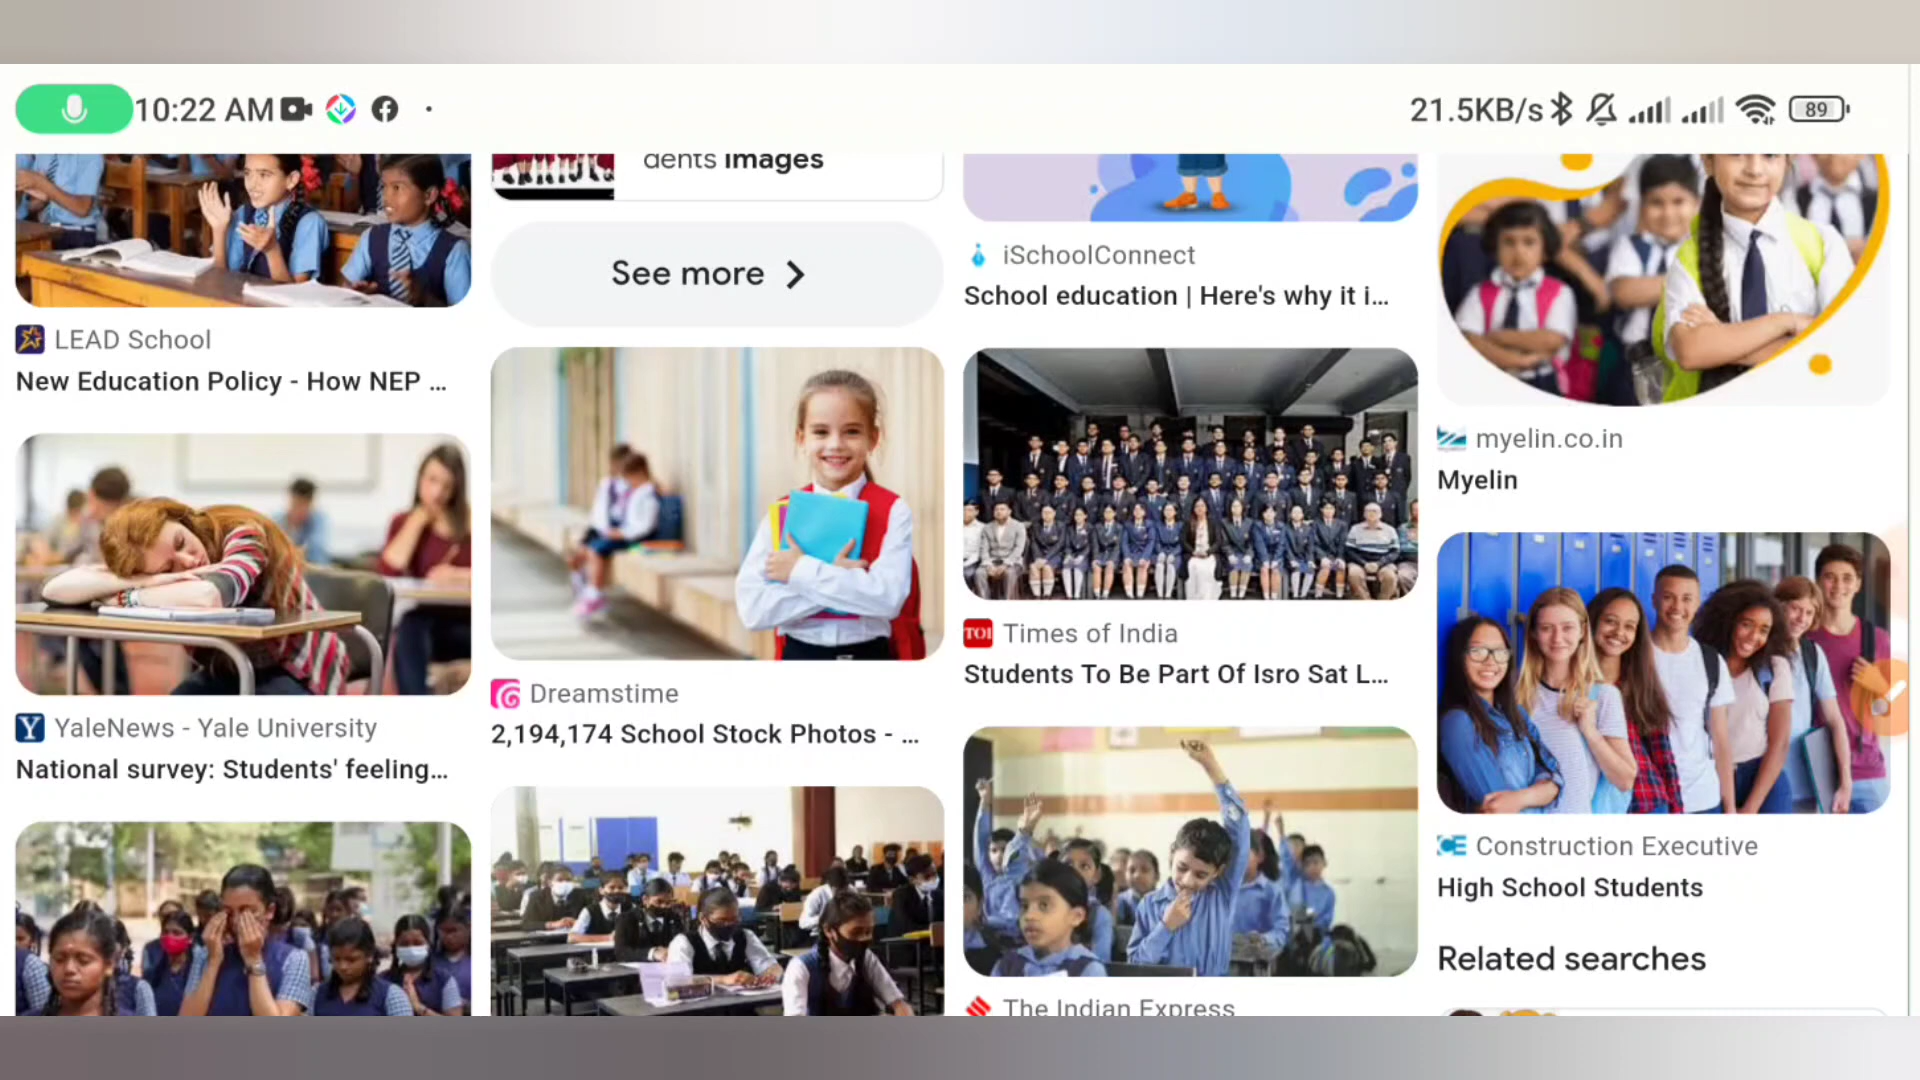 10:22 AM
21.5KB/s
89
LEAD School
New Education Policy - How NEP ...
YaleNews - Yale University
National survey: Students' feeling...
dents images
See more
Dreamstime
2,194,174 School Stock Photos - ...
iSchoolConnect
School education | Here's why it i...
TOI Times of India
Students To Be Part Of Isro Sat L...
The Indian Express
myelin.co.in
Myelin
CE Construction Executive
High School Students
Related searches